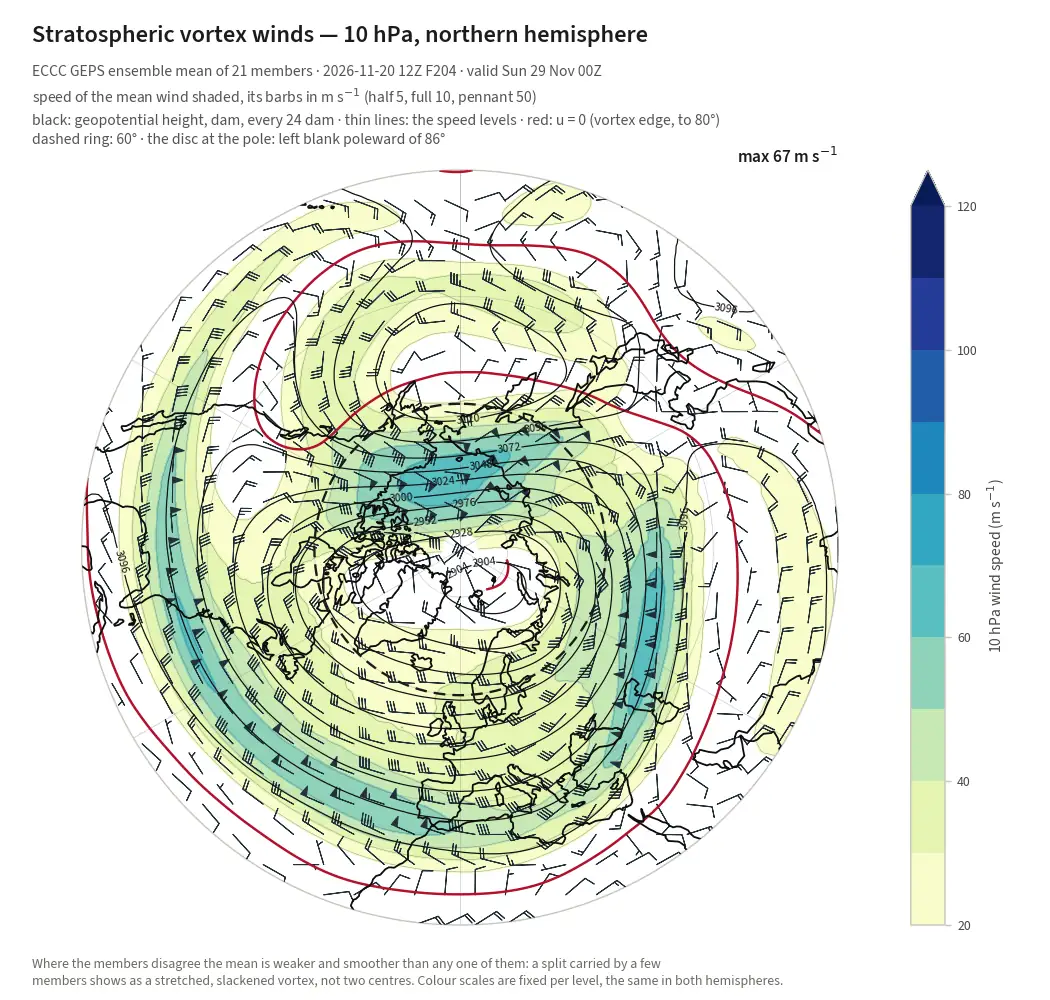 Stratospheric vortex winds — 10 hPa, northern hemisphere
ECCC GEPS ensemble mean of 21 members · 2026-11-20 12Z F204 · valid Sun 29 Nov 00Z
speed of the mean wind shaded, its barbs in m s⁻¹ (half 5, full 10, pennant 50)
black: geopotential height, dam, every 24 dam · thin lines: the speed levels · red: u = 0 (vortex edge, to 80°)
dashed ring: 60° · the disc at the pole: left blank poleward of 86°
max 67 m s⁻¹
120
100
80
60
40
20
10 hPa wind speed (m s⁻¹)
3096
3096
3072
3048
3024
3000
2976
2952
2928
2904
2904
3096
3096
Where the members disagree the mean is weaker and smoother than any one of them: a split carried by a few
members shows as a stretched, slackened vortex, not two centres. Colour scales are fixed per level, the same in both hemispheres.